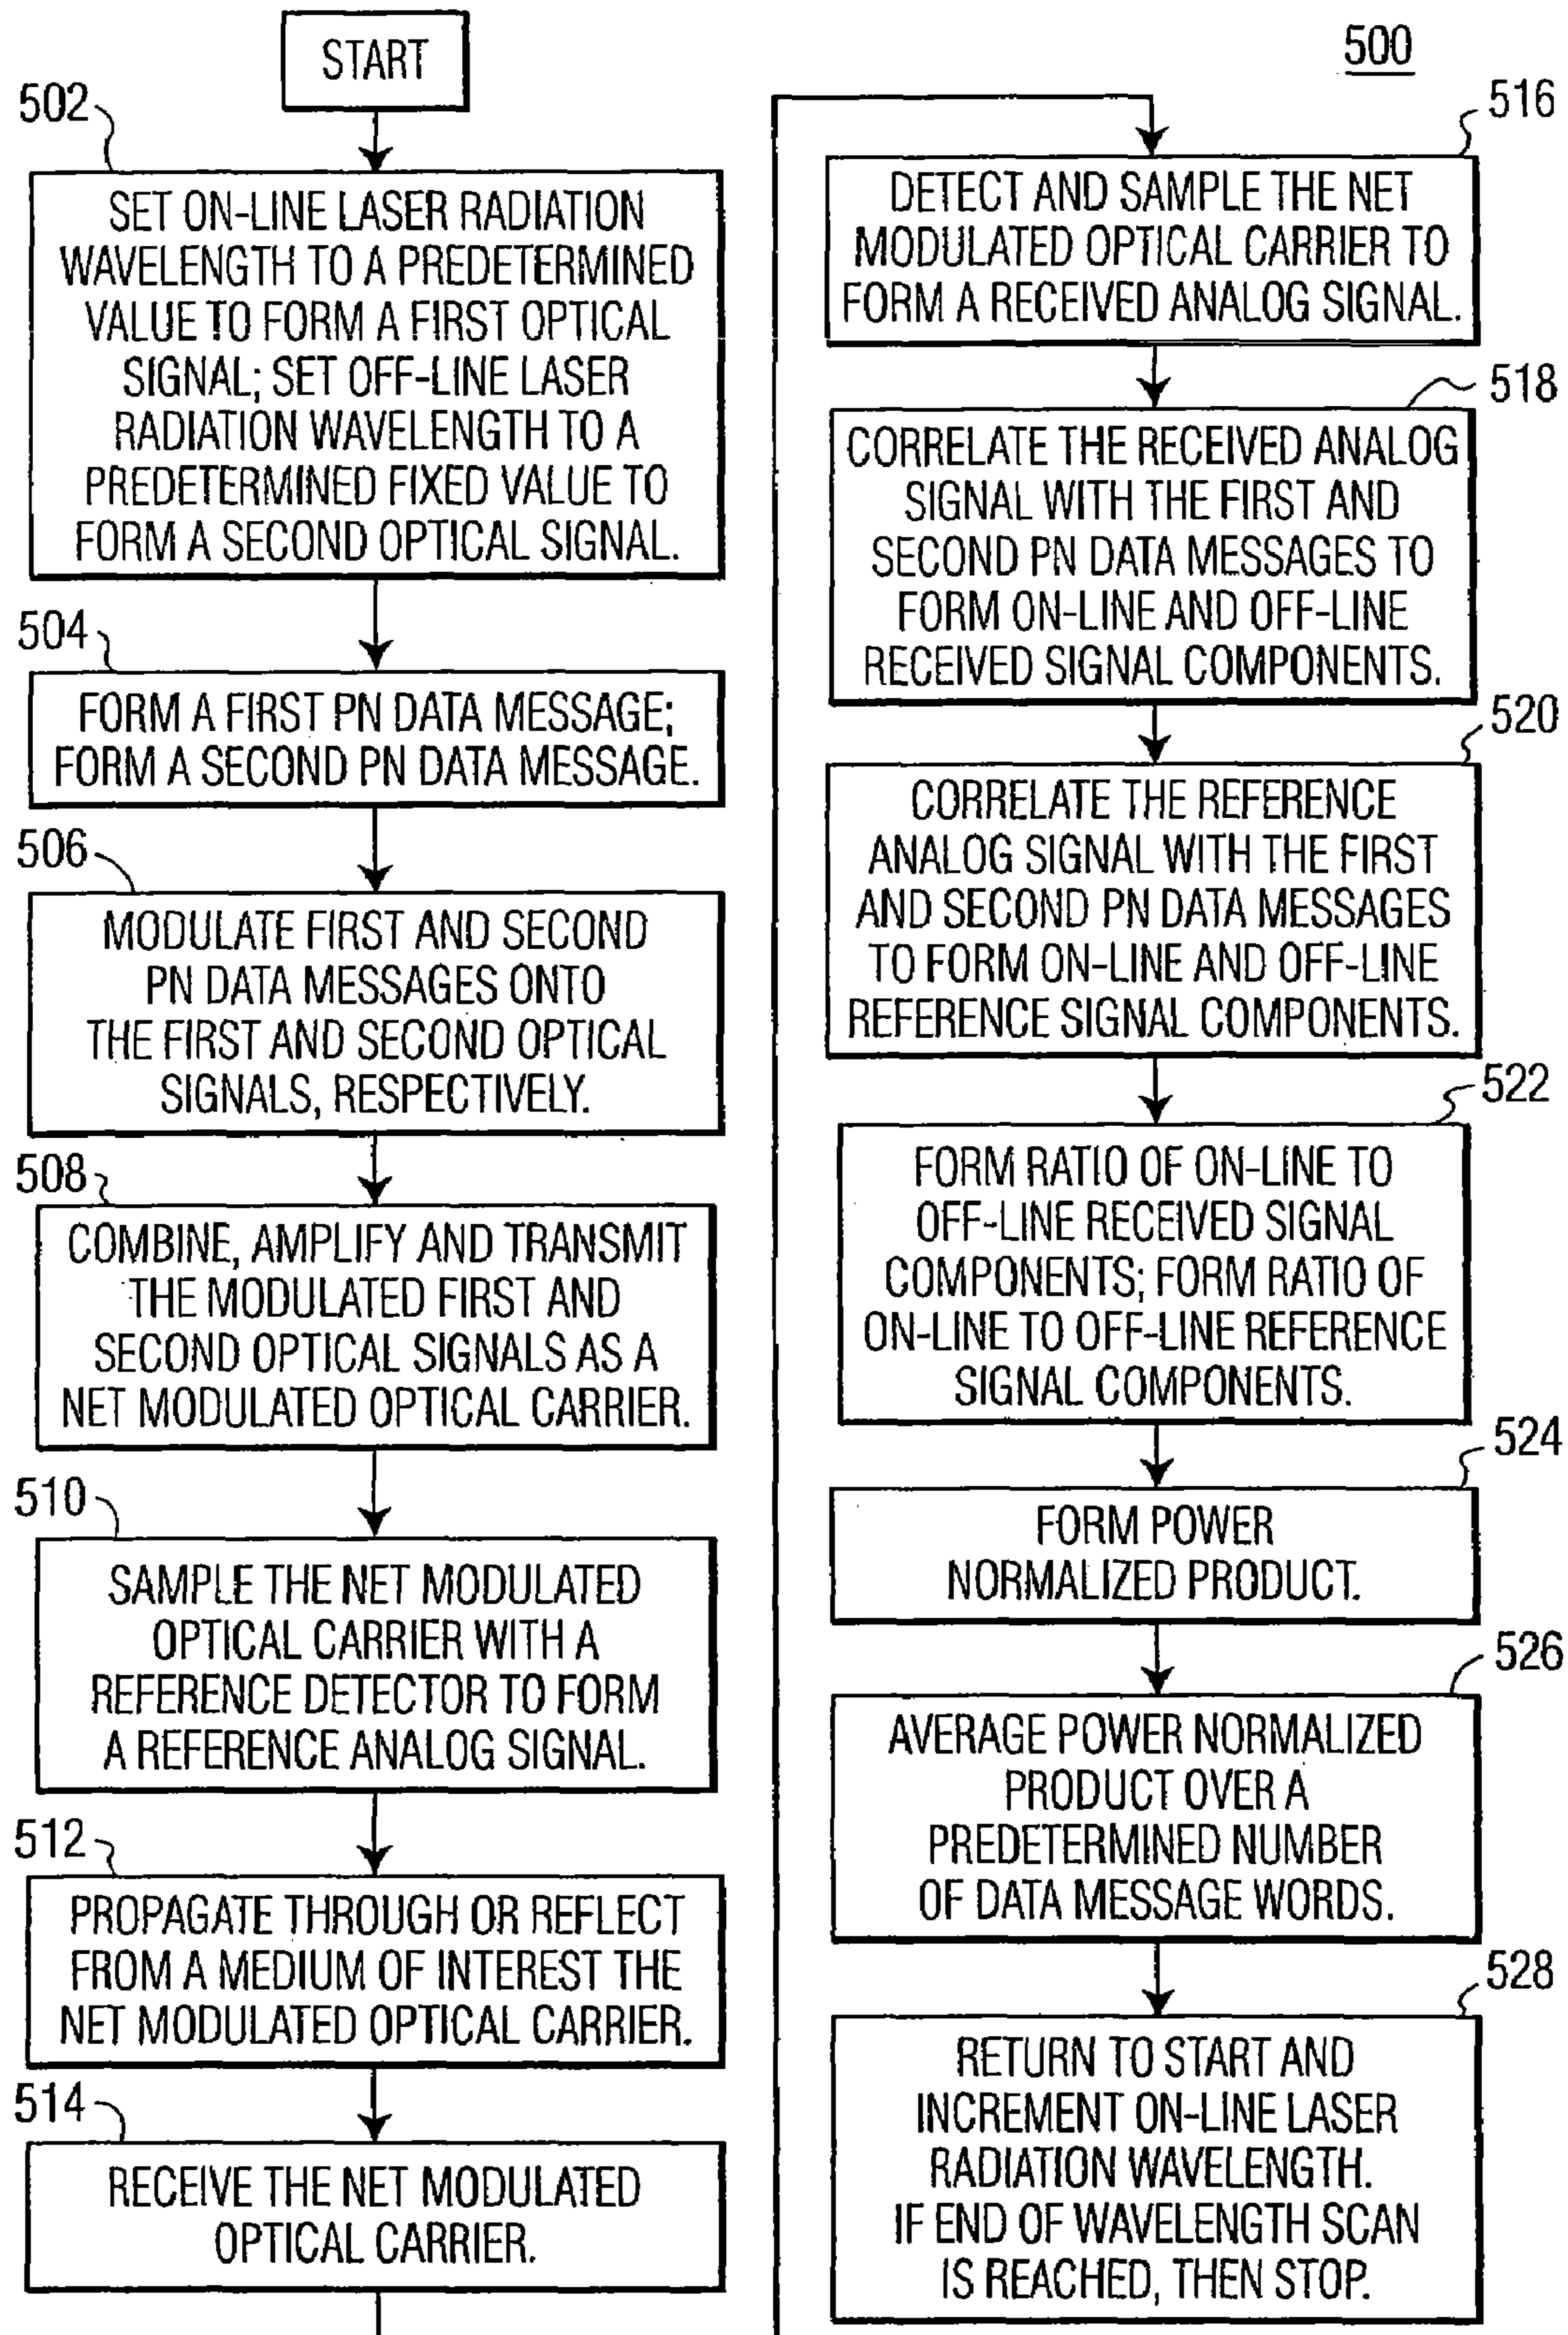 START
500
502
SET ON-LINE LASER RADIATION
WAVELENGTH TO A PREDETERMINED
VALUE TO FORM A FIRST OPTICAL
SIGNAL; SET OFF-LINE LASER
RADIATION WAVELENGTH TO A
PREDETERMINED FIXED VALUE TO
FORM A SECOND OPTICAL SIGNAL.
504
FORM A FIRST PN DATA MESSAGE;
FORM A SECOND PN DATA MESSAGE.
506
MODULATE FIRST AND SECOND
PN DATA MESSAGES ONTO
THE FIRST AND SECOND OPTICAL
SIGNALS, RESPECTIVELY.
508
COMBINE, AMPLIFY AND TRANSMIT
THE MODULATED FIRST AND
SECOND OPTICAL SIGNALS AS A
NET MODULATED OPTICAL CARRIER.
510
SAMPLE THE NET MODULATED
OPTICAL CARRIER WITH A
REFERENCE DETECTOR TO FORM
A REFERENCE ANALOG SIGNAL.
512
PROPAGATE THROUGH OR REFLECT
FROM A MEDIUM OF INTEREST THE
NET MODULATED OPTICAL CARRIER.
514
RECEIVE THE NET MODULATED
OPTICAL CARRIER.
516
DETECT AND SAMPLE THE NET
MODULATED OPTICAL CARRIER TO
FORM A RECEIVED ANALOG SIGNAL.
518
CORRELATE THE RECEIVED ANALOG
SIGNAL WITH THE FIRST AND
SECOND PN DATA MESSAGES TO
FORM ON-LINE AND OFF-LINE
RECEIVED SIGNAL COMPONENTS.
520
CORRELATE THE REFERENCE
ANALOG SIGNAL WITH THE FIRST
AND SECOND PN DATA MESSAGES
TO FORM ON-LINE AND OFF-LINE
REFERENCE SIGNAL COMPONENTS.
522
FORM RATIO OF ON-LINE TO
OFF-LINE RECEIVED SIGNAL
COMPONENTS; FORM RATIO OF
ON-LINE TO OFF-LINE REFERENCE
SIGNAL COMPONENTS.
524
FORM POWER
NORMALIZED PRODUCT.
526
AVERAGE POWER NORMALIZED
PRODUCT OVER A
PREDETERMINED NUMBER
OF DATA MESSAGE WORDS.
528
RETURN TO START AND
INCREMENT ON-LINE LASER
RADIATION WAVELENGTH.
IF END OF WAVELENGTH SCAN
IS REACHED, THEN STOP.